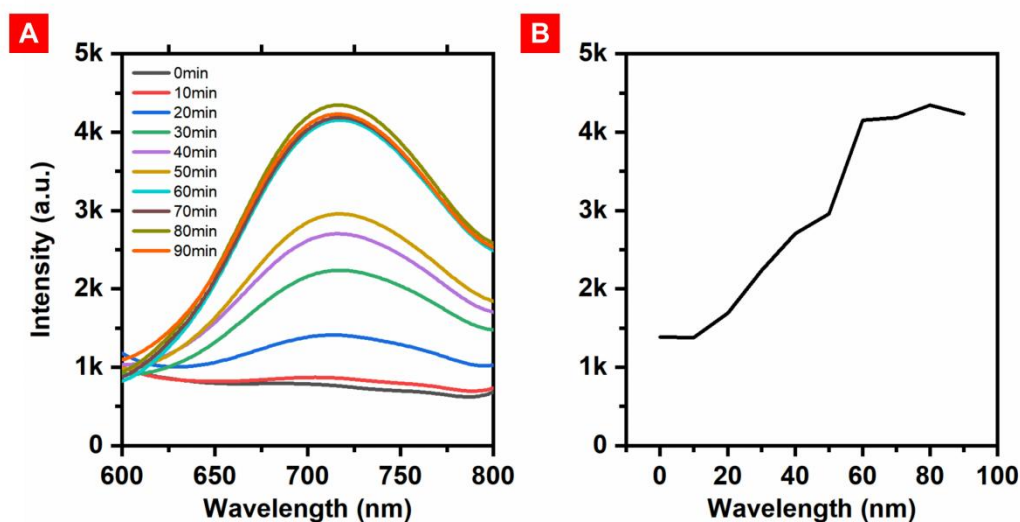 A
5k
4k
3k
2k
1k
0
Intensity (a.u.)
0min
10min
20min
30min
40min
50min
60min
70min
80min
90min
600 650 700 750 800
Wavelength (nm)
B
5k
4k
3k
2k
1k
0
0 20 40 60 80 100
Wavelength (nm)